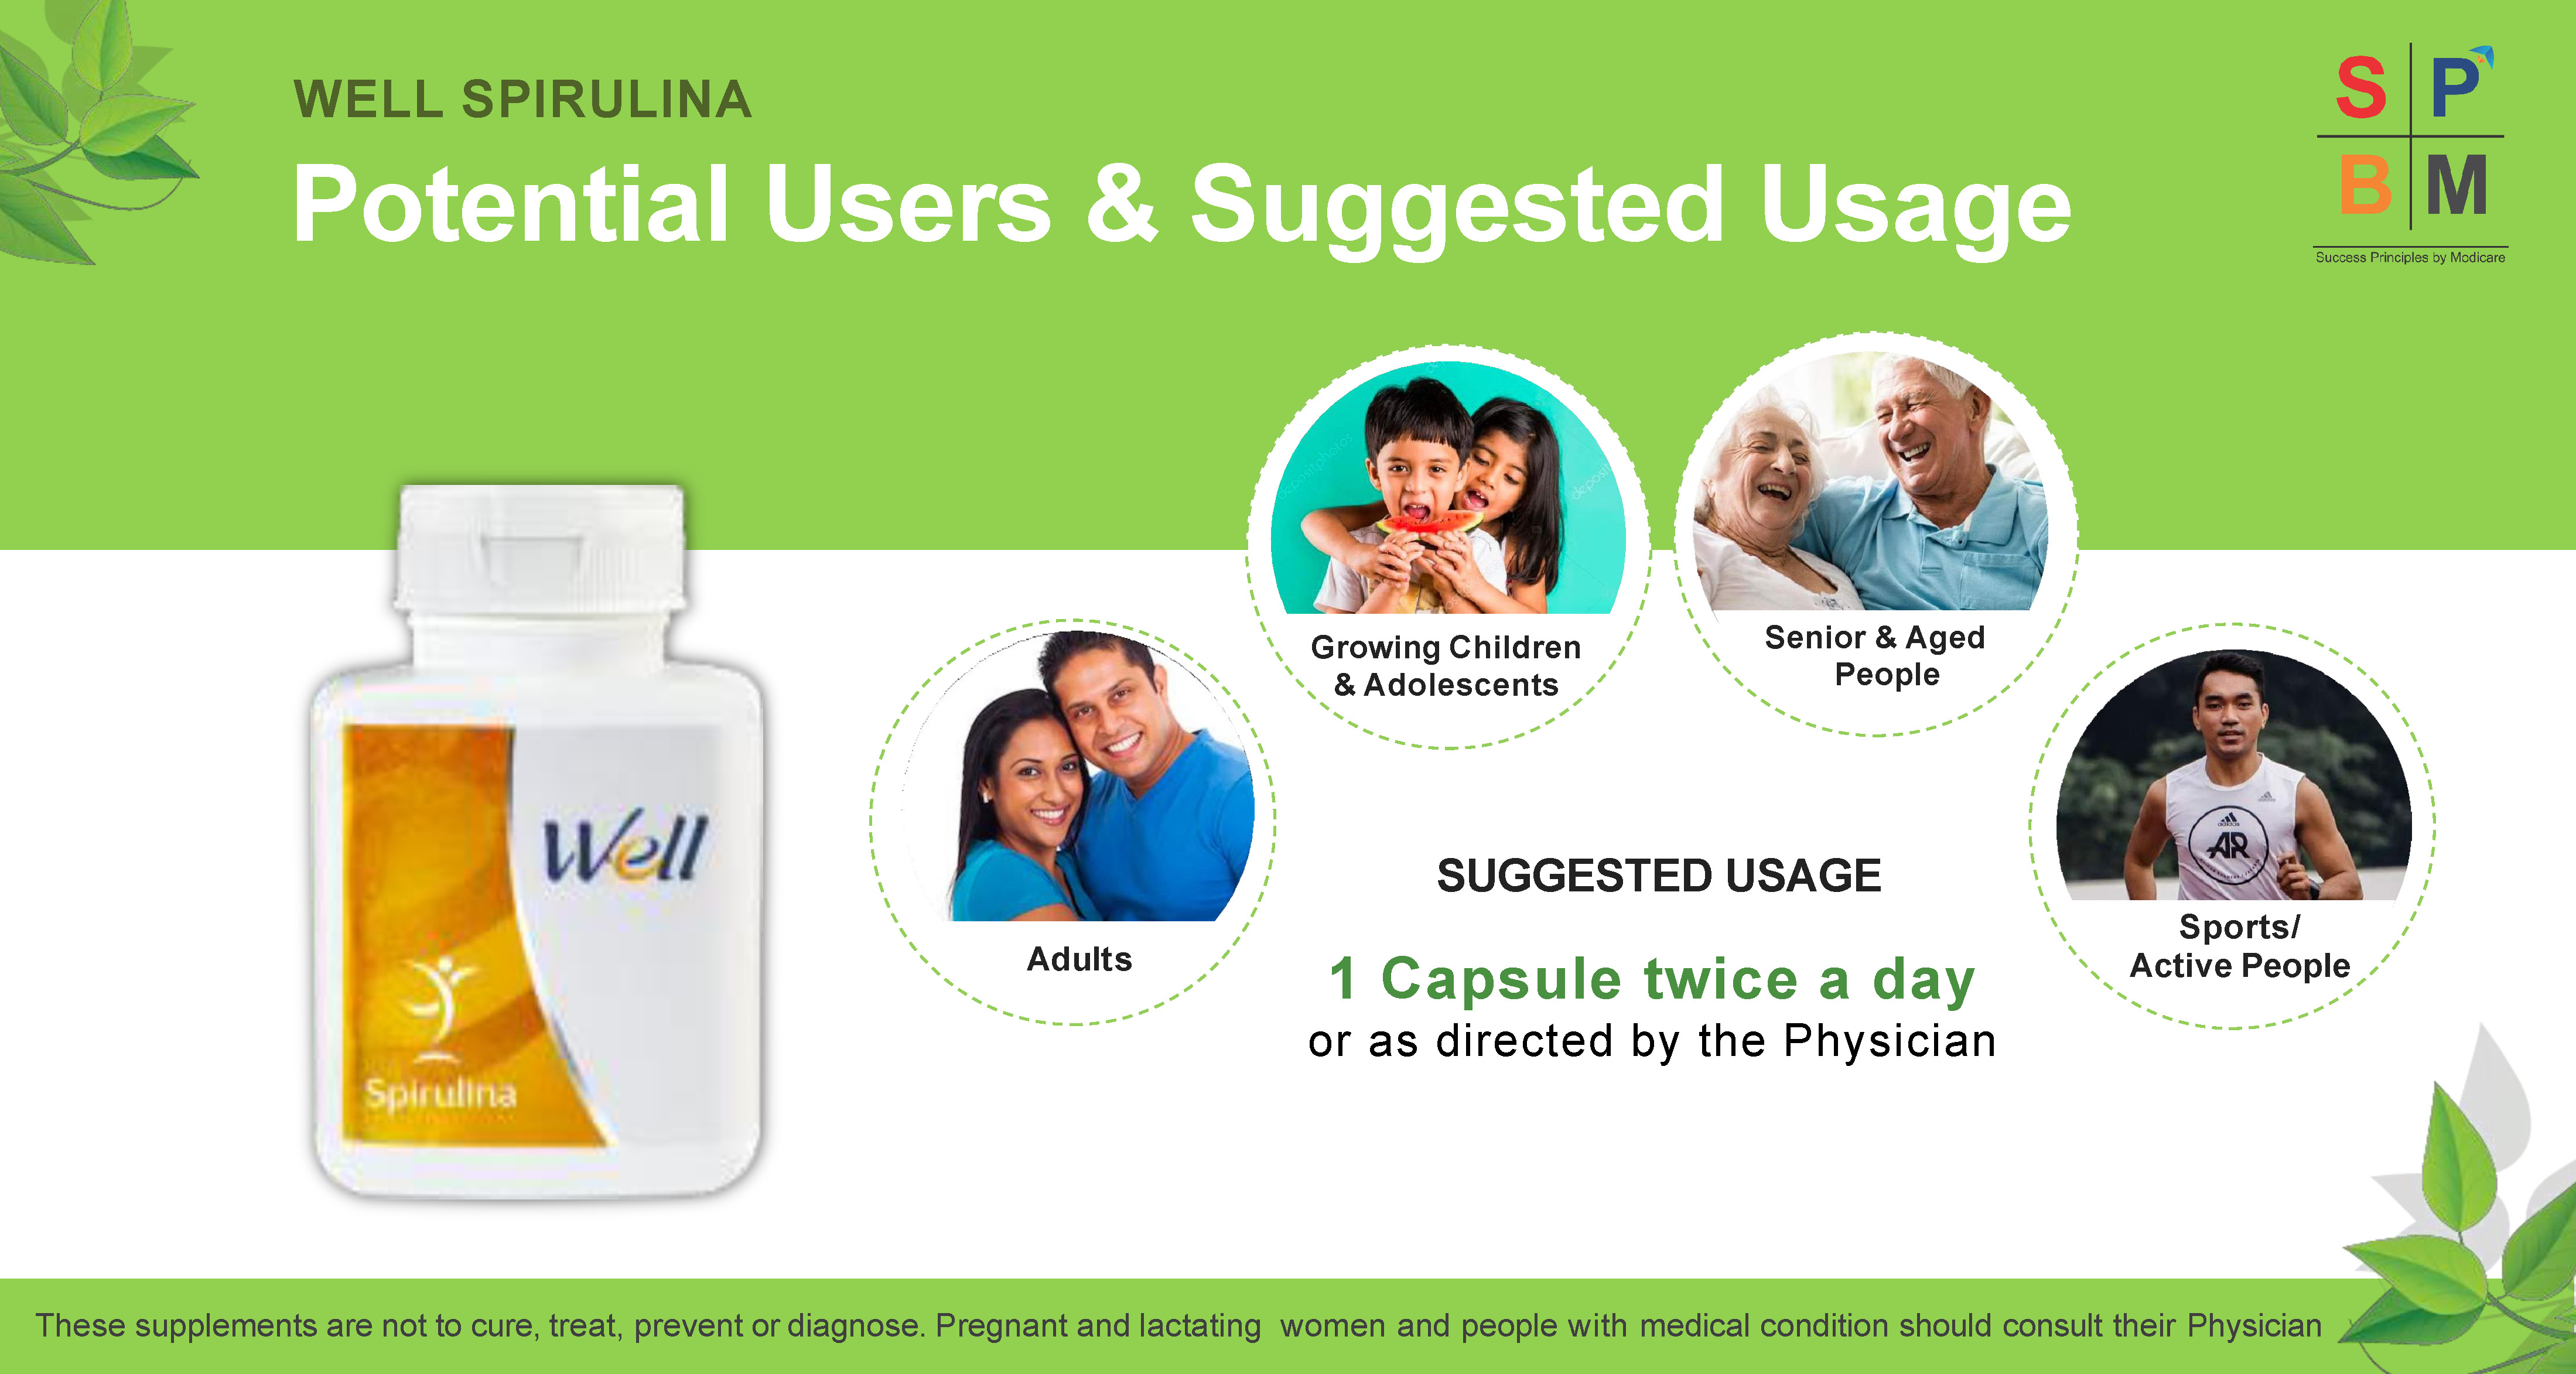 WELL SPIRULINA
Potential Users & Suggested Usage
S P
B M
Success Principles by Modicare
Growing Children
& Adolescents
Senior & Aged
People
Adults
Sports/
Active People
Well
Spirulina
adidas
AR
depositphotos
SUGGESTED USAGE
1 Capsule twice a day
or as directed by the Physician
These supplements are not to cure, treat, prevent or diagnose. Pregnant and lactating women and people with medical condition should consult their Physician